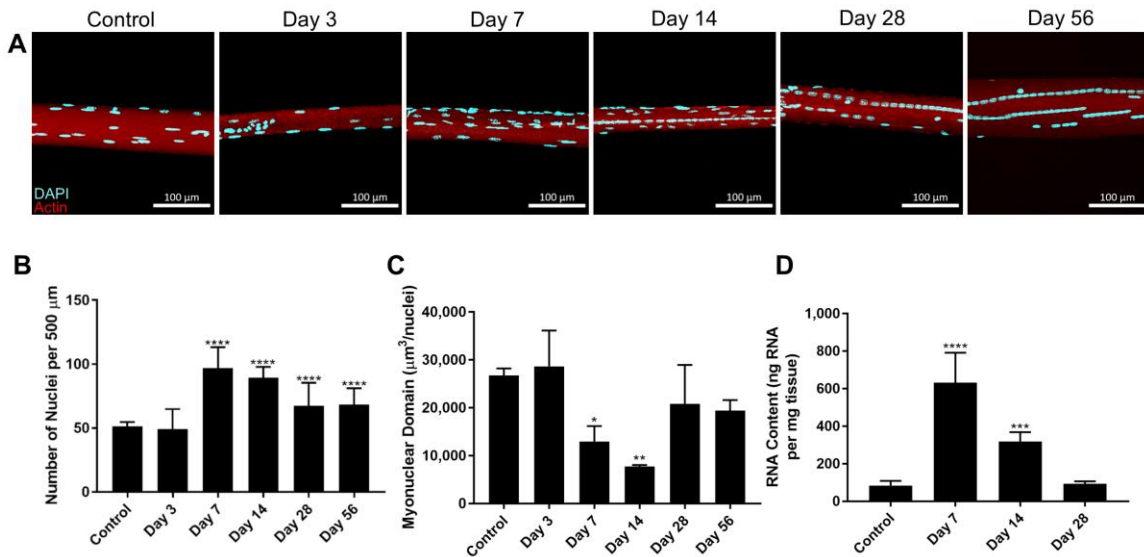 Control Day 3 Day 7 Day 14 Day 28 Day 56
A
DAPI
Actin
100 µm 100 µm 100 µm 100 µm 100 µm 100 µm
B
Number of Nuclei per 500 µm
150
100
50
0
**** **** **** ****
Control Day 3 Day 7 Day 14 Day 28 Day 56
C
Myonuclear Domain (µm³/nuclei)
40,000
30,000
20,000
10,000
0
* **
Control Day 3 Day 7 Day 14 Day 28 Day 56
D
RNA Content (ng RNA
per mg tissue)
1,000
800
600
400
200
0
**** ***
Control Day 7 Day 14 Day 28